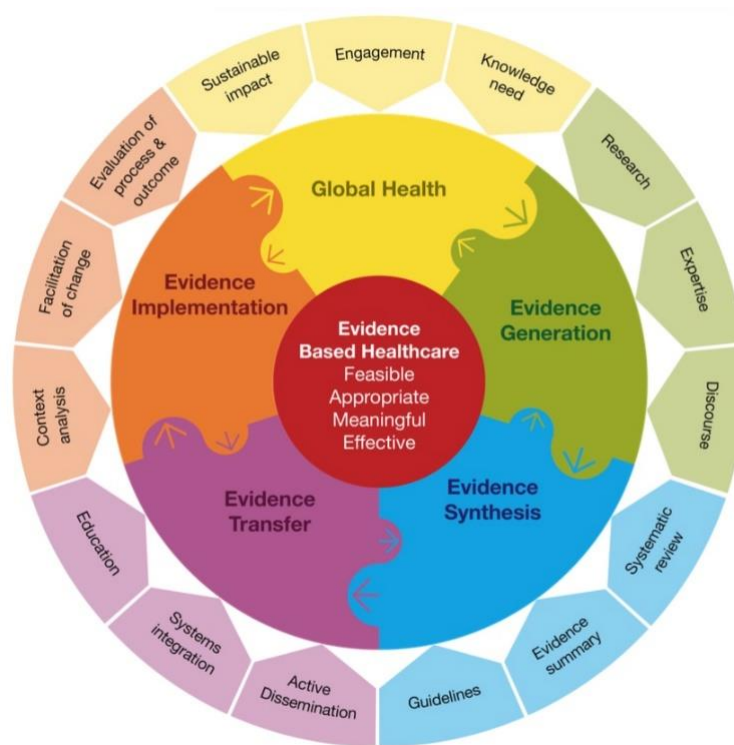 Engagement
Knowledge
need
Research
Expertise
Discourse
Systematic
review
Evidence
summary
Guidelines
Active
Dissemination
Systems
integration
Education
Context
analysis
Facilitation
of change
Evaluation of
process &
outcome
Sustainable
impact
Global Health
Evidence
Generation
Evidence
Synthesis
Evidence
Transfer
Evidence
Implementation
Evidence
Based Healthcare
Feasible
Appropriate
Meaningful
Effective